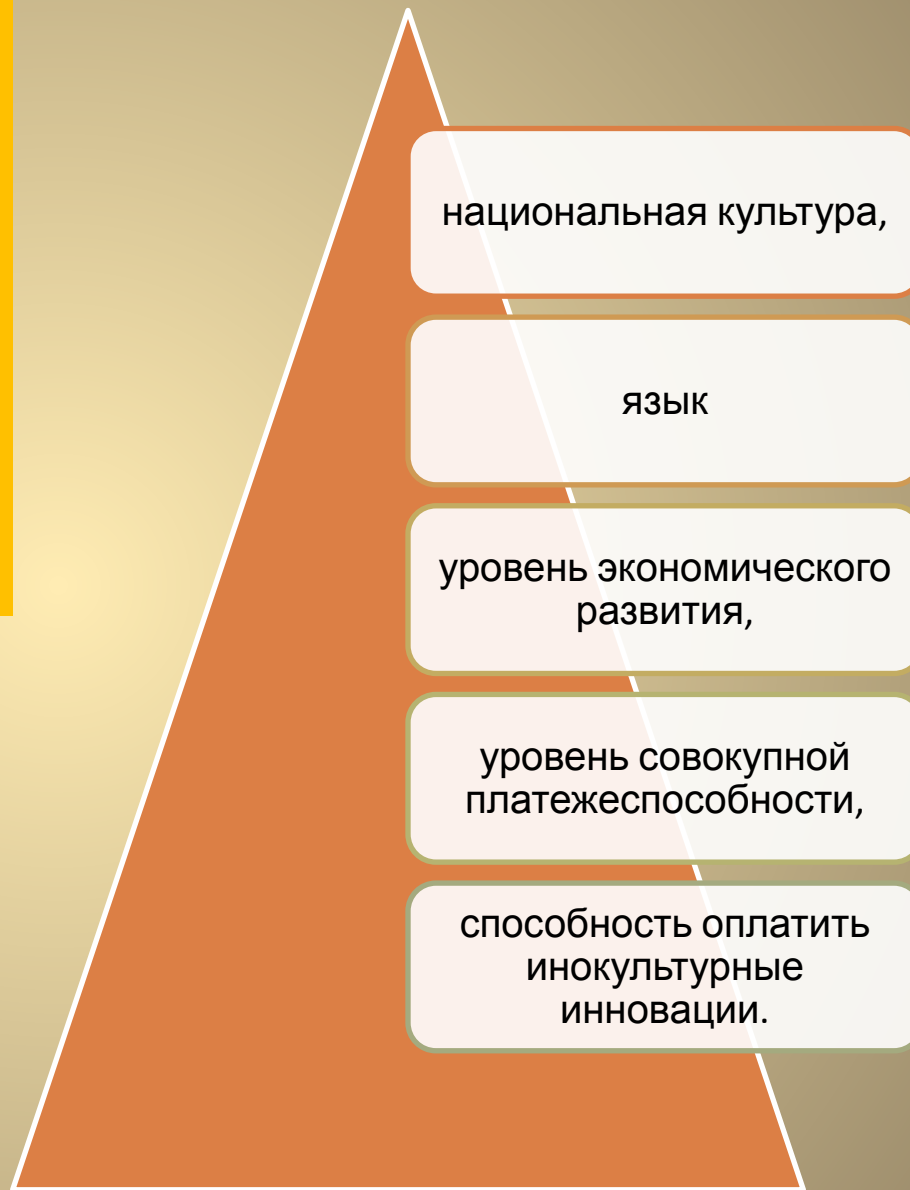 национальная культура,
язык
уровень экономического
развития,
уровень совокупной
платежеспособности,
способность оплатить
инокультурные
инновации.